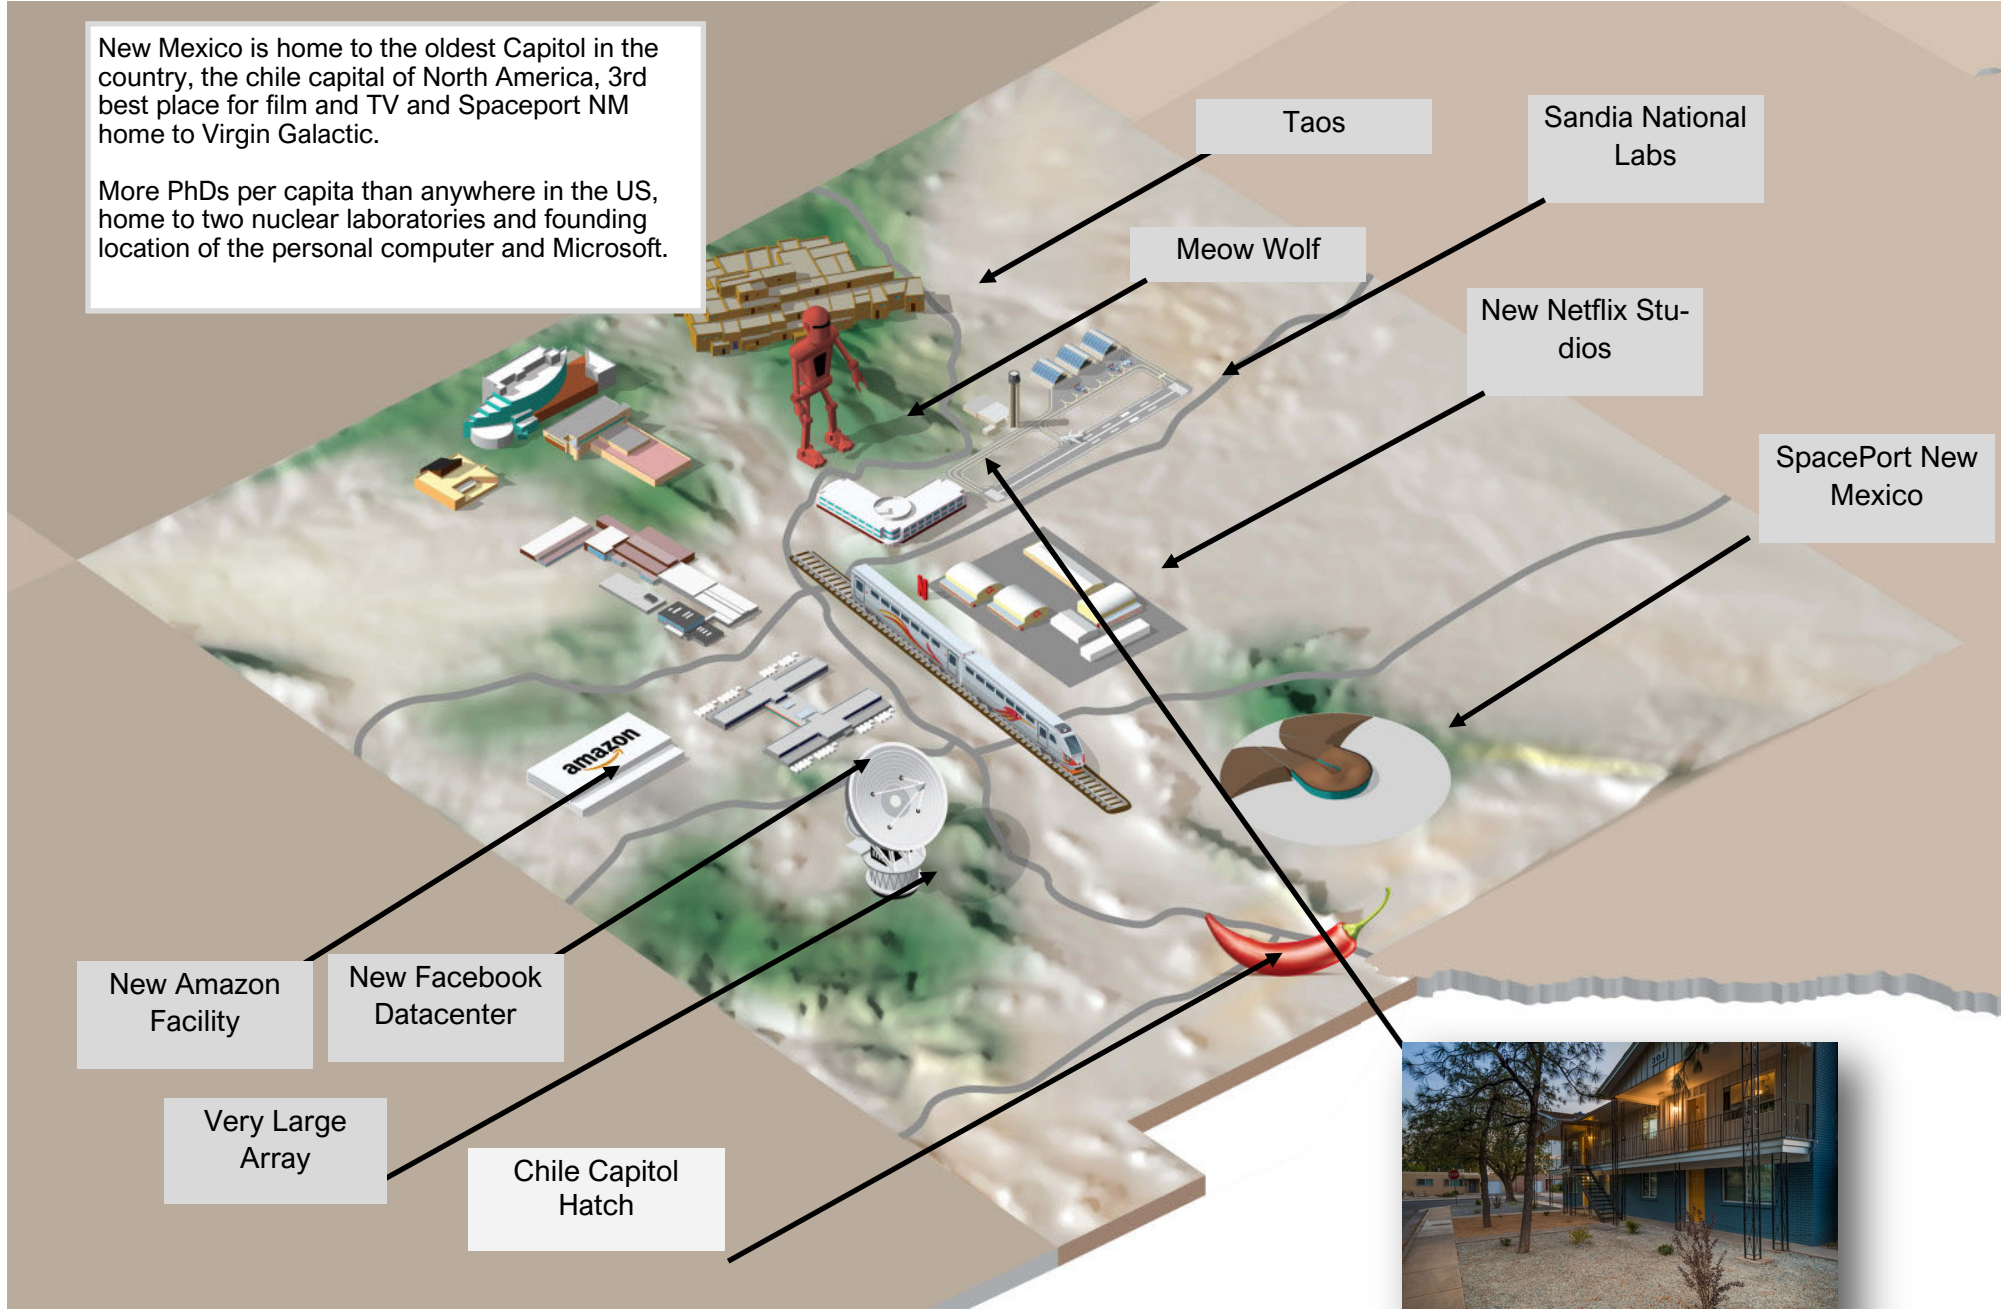 New Mexico is home to the oldest Capitol in the
country, the chile capital of North America, 3rd
best place for film and TV and Spaceport NM
home to Virgin Galactic.
More PhDs per capita than anywhere in the US,
home to two nuclear laboratories and founding
location of the personal computer and Microsoft.
Taos
Sandia National
Labs
Meow Wolf
New Netflix Stu-
dios
SpacePort New
Mexico
N
amazon
New Amazon
Facility
New Facebook
Datacenter
Very Large
Array
Chile Capitol
Hatch
301